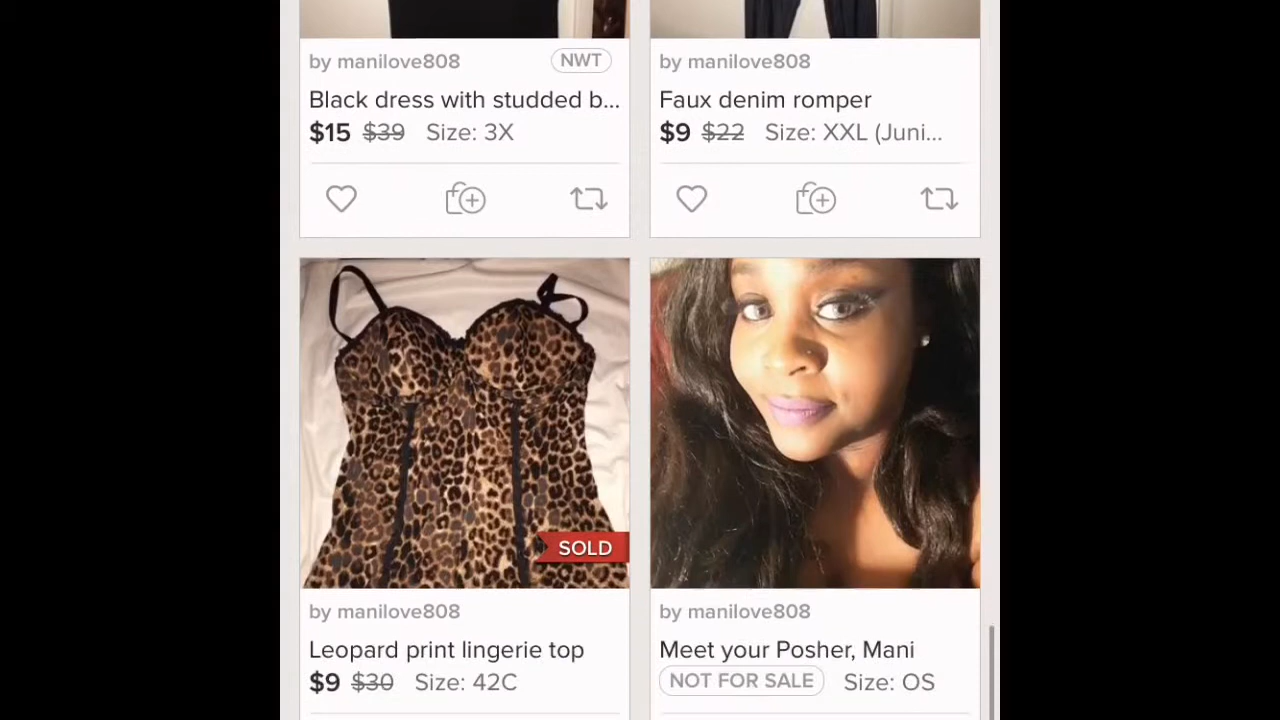 by manilove808 NWT
Black dress with studded b...
$15 $39 Size: 3X
by manilove808
Faux denim romper
$9 $22 Size: XXL (Juni...
SOLD
by manilove808
Leopard print lingerie top
$9 $30 Size: 42C
by manilove808
Meet your Posher, Mani
NOT FOR SALE Size: OS